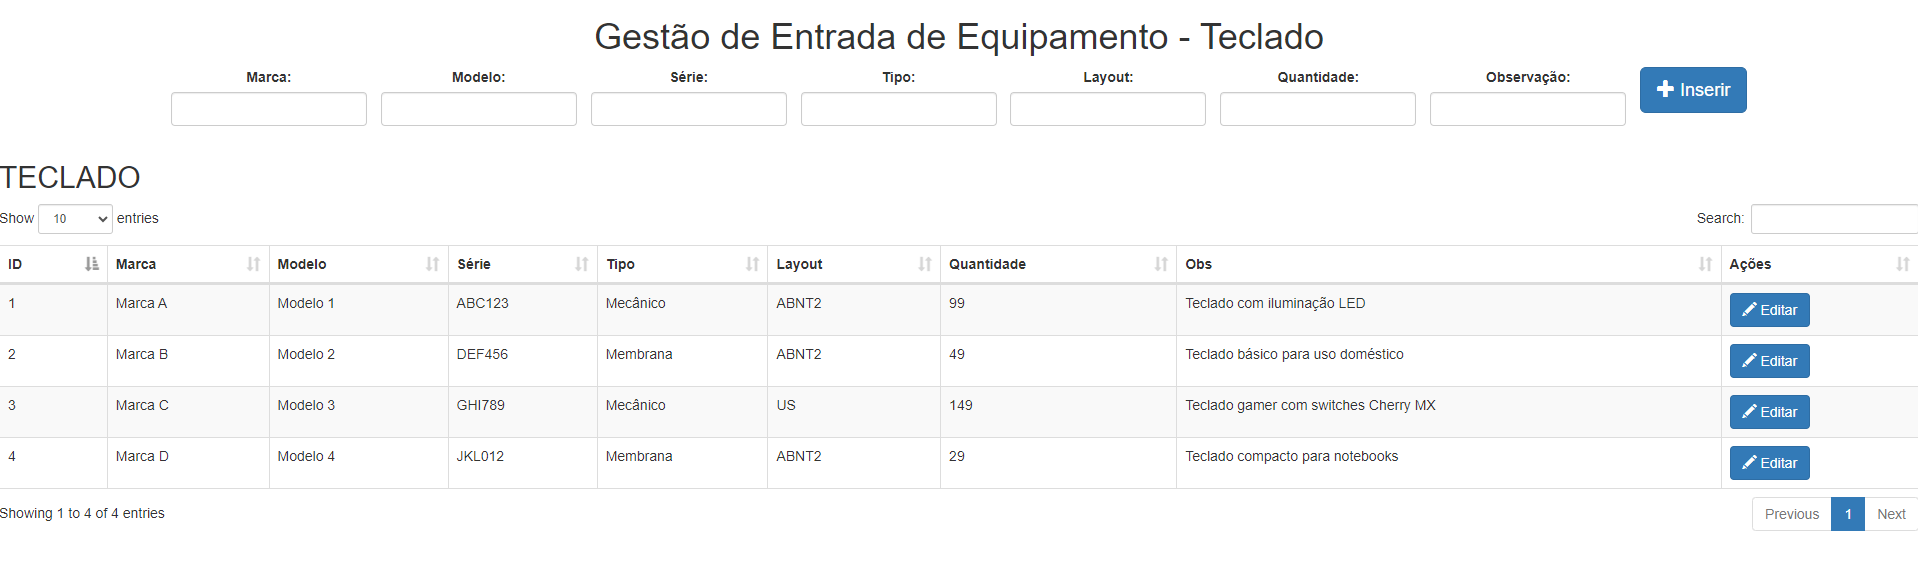 Gestão de Entrada de Equipamento - Teclado
Marca: Modelo: Série: Tipo: Layout: Quantidade: Observação: Inserir
TECLADO
Show 10 entries Search:
ID Marca Modelo Série Tipo Layout Quantidade Obs Ações
1 Marca A Modelo 1 ABC123 Mecânico ABNT2 99 Teclado com iluminação LED Editar
2 Marca B Modelo 2 DEF456 Membrana ABNT2 49 Teclado básico para uso doméstico Editar
3 Marca C Modelo 3 GHI789 Mecânico US 149 Teclado gamer com switches Cherry MX Editar
4 Marca D Modelo 4 JKL012 Membrana ABNT2 29 Teclado compacto para notebooks Editar
Showing 1 to 4 of 4 entries Previous 1 Next